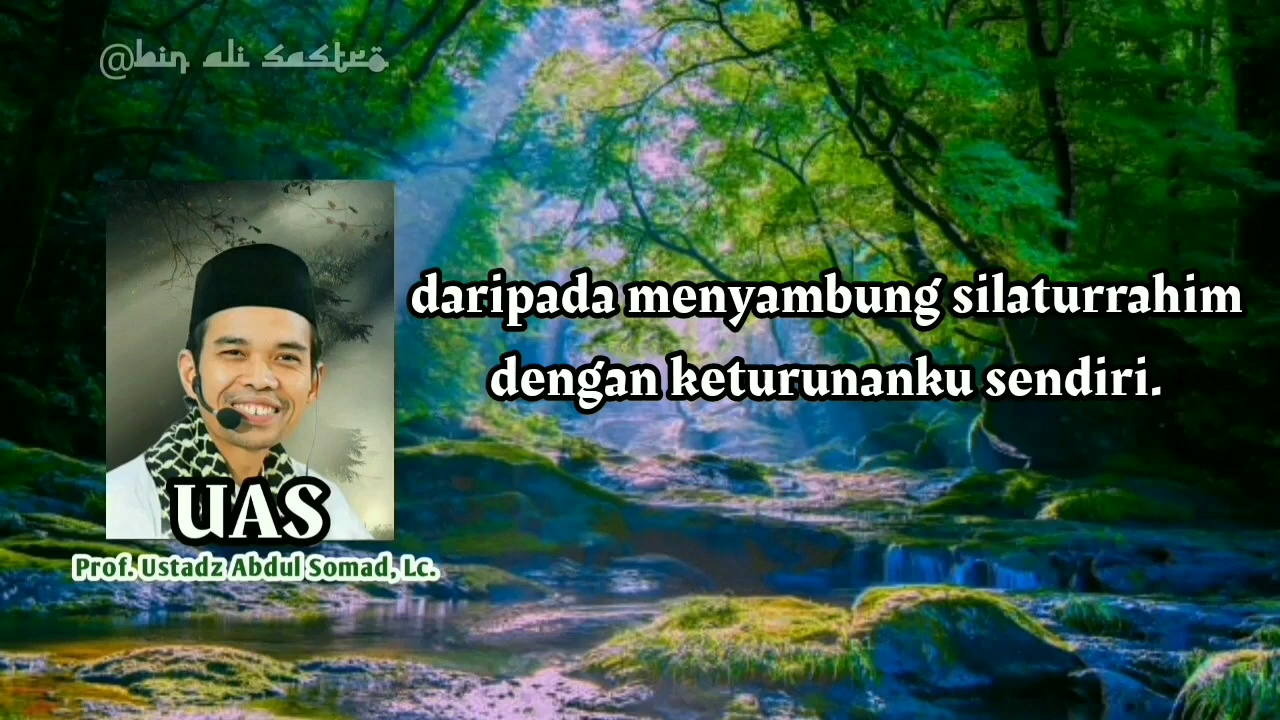 @bin ali sastro
daripada menyambung silaturrahim
dengan keturunanku sendiri.
UAS
Prof. Ustadz Abdul Somad, Lc.